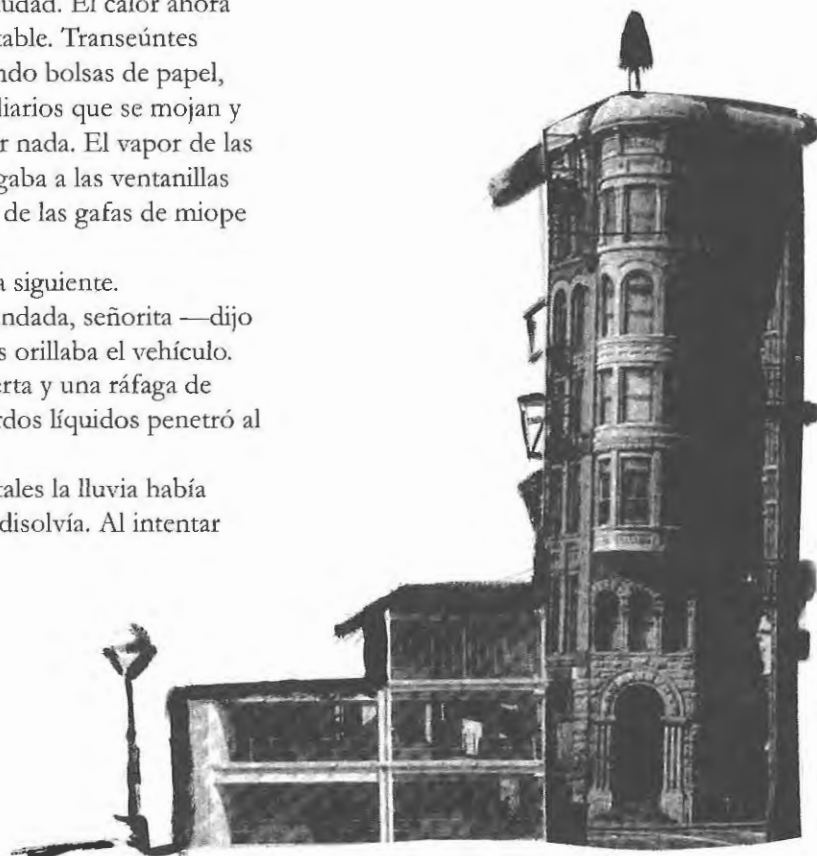 udad. El calor ahora
table. Transeúntes
ndo bolsas de papel,
liarios que se mojan y
r nada. El vapor de las
gaba a las ventanillas
de las gafas de miope
a siguiente.
ndada, señorita —dijo
s orillaba el vehículo.
erta y una ráfaga de
rdos líquidos penetró al
tales la lluvia había
disolvía. Al intentar